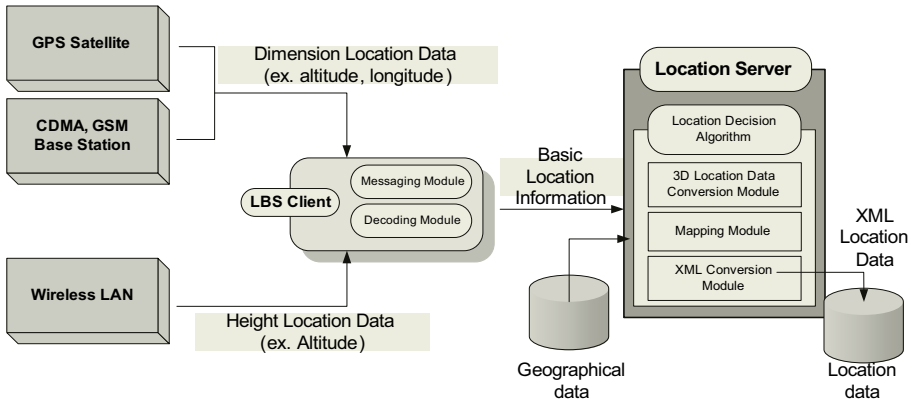 GPS Satellite
CDMA, GSM
Base Station
Wireless LAN
Dimension Location Data
(ex. altitude, longitude)
Height Location Data
(ex. Altitude)
LBS Client
Messaging Module
Decoding Module
Basic
Location
Information
Location Server
Location Decision
Algorithm
3D Location Data
Conversion Module
Mapping Module
XML Conversion
Module
Geographical
data
XML
Location
Data
Location
data